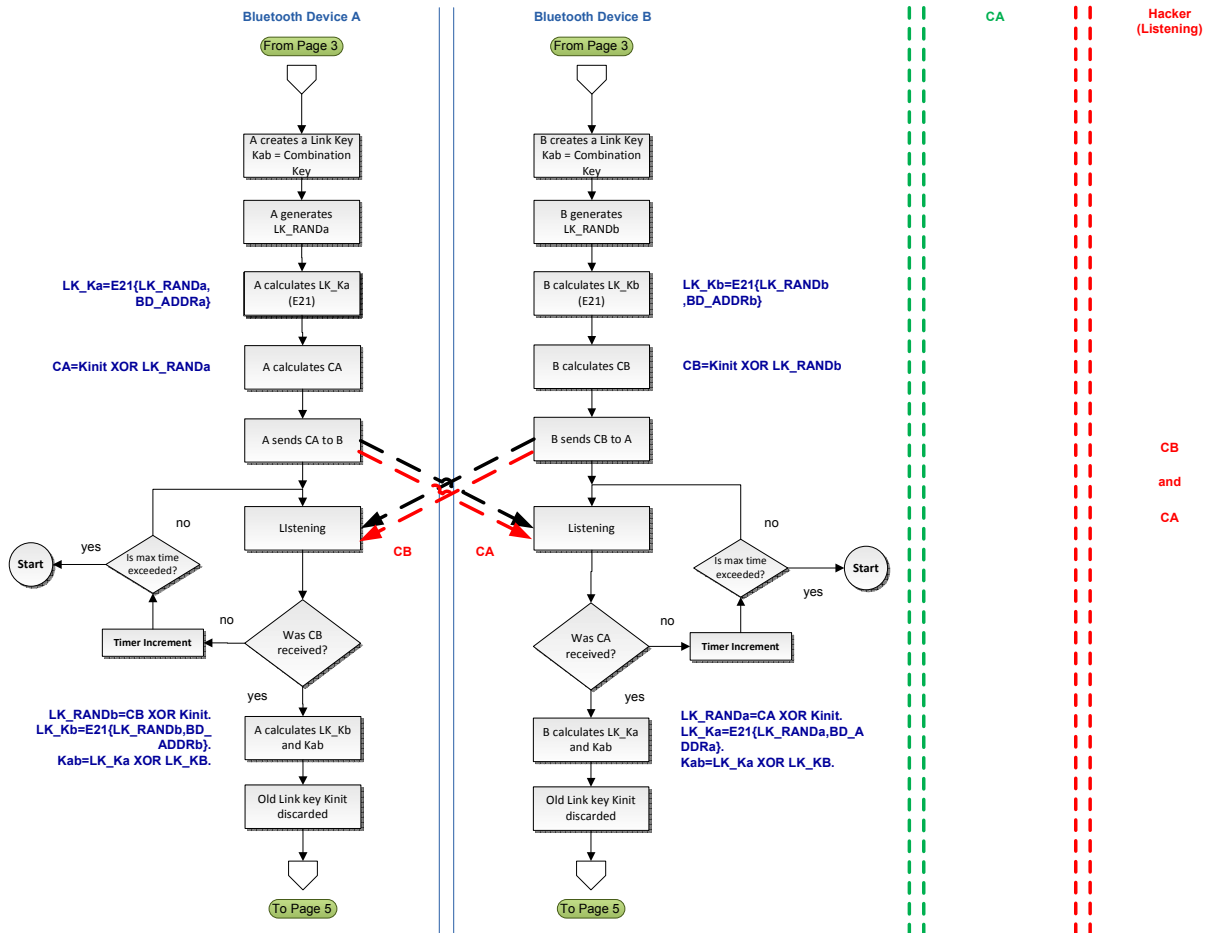 Bluetooth Device A
Bluetooth Device B
CA
Hacker
(Listening)
From Page 3
From Page 3
A creates a Link Key
Kab = Combination
Key
B creates a Link Key
Kab = Combination
Key
A generates
LK_RANDa
B generates
LK_RANDb
LK_Ka=E21{LK_RANDa,
BD_ADDRa}
A calculates LK_Ka
(E21)
B calculates LK_Kb
(E21)
LK_Kb=E21{LK_RANDb
,BD_ADDRb}
CA=Kinit XOR LK_RANDa
A calculates CA
B calculates CB
CB=Kinit XOR LK_RANDb
A sends CA to B
B sends CB to A
CB
and
CA
no
LIstening
Listening
no
yes
Start
Is max time
exceeded?
CB
CA
Is max time
exceeded?
Start
yes
no
Timer Increment
Was CB
received?
Was CA
received?
no
Timer Increment
yes
yes
LK_RANDb=CB XOR Kinit.
LK_Kb=E21{LK_RANDb,BD_
ADDRb}.
Kab=LK_Ka XOR LK_KB.
A calculates LK_Kb
and Kab
B calculates LK_Ka
and Kab
LK_RANDa=CA XOR Kinit.
LK_Ka=E21{LK_RANDa,BD_A
DDRa}.
Kab=LK_Ka XOR LK_KB.
Old Link key Kinit
discarded
Old Link key Kinit
discarded
To Page 5
To Page 5